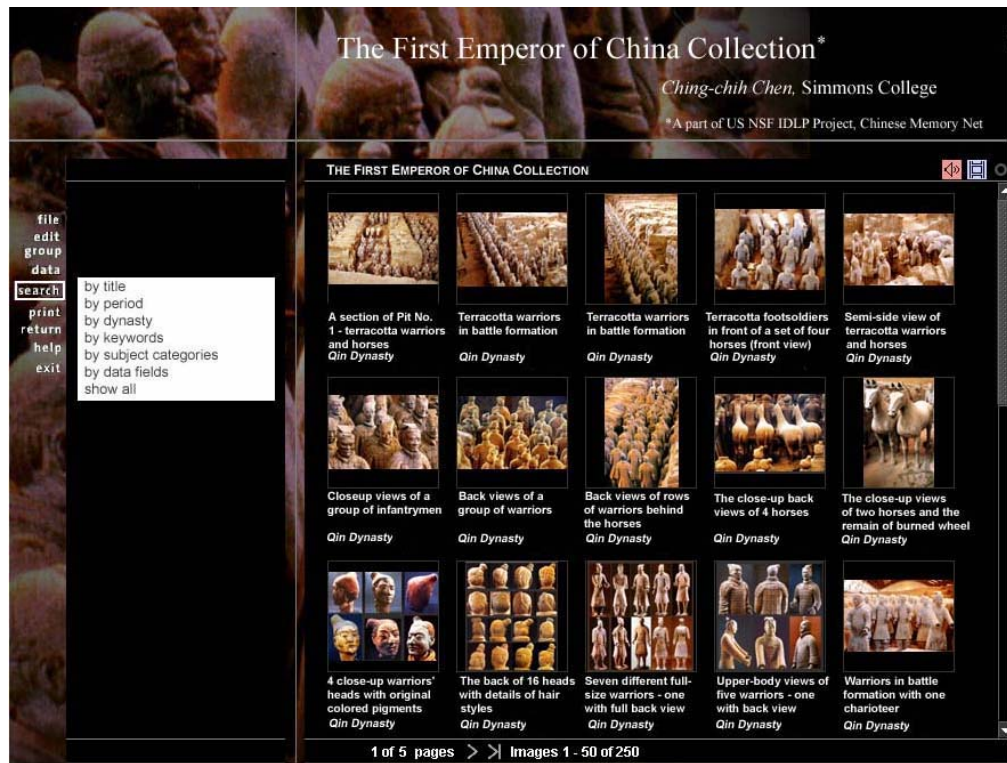 The First Emperor of China Collection*
Ching-chih Chen, Simmons College
*A part of US NSF IDLP Project, Chinese Memory Net
THE FIRST EMPEROR OF CHINA COLLECTION
file
edit
group
data
search
print
return
help
exit
by title
by period
by dynasty
by keywords
by subject categories
by data fields
show all
A section of Pit No.
1 - terracotta warriors
and horses
Qin Dynasty
Terracotta warriors
in battle formation
Qin Dynasty
Terracotta warriors
in battle formation
Qin Dynasty
Terracotta footsoldiers
in front of a set of four
horses (front view)
Qin Dynasty
Semi-side view of
terracotta warriors
and horses
Qin Dynasty
Closeup views of a
group of infantrymen
Qin Dynasty
Back views of a
group of warriors
Qin Dynasty
Back views of rows
of warriors behind
the horses
Qin Dynasty
The close-up back
views of 4 horses
Qin Dynasty
The close-up views
of two horses and the
remain of burned wheel
Qin Dynasty
4 close-up warriors'
heads with original
colored pigments
Qin Dynasty
The back of 16 heads
with details of hair
styles
Qin Dynasty
Seven different full-
size warriors - one
with full back view
Qin Dynasty
Upper-body views of
five warriors - one
with back view
Qin Dynasty
Warriors in battle
formation with one
charioteer
Qin Dynasty
1 of 5 pages > >| Images 1 - 50 of 250